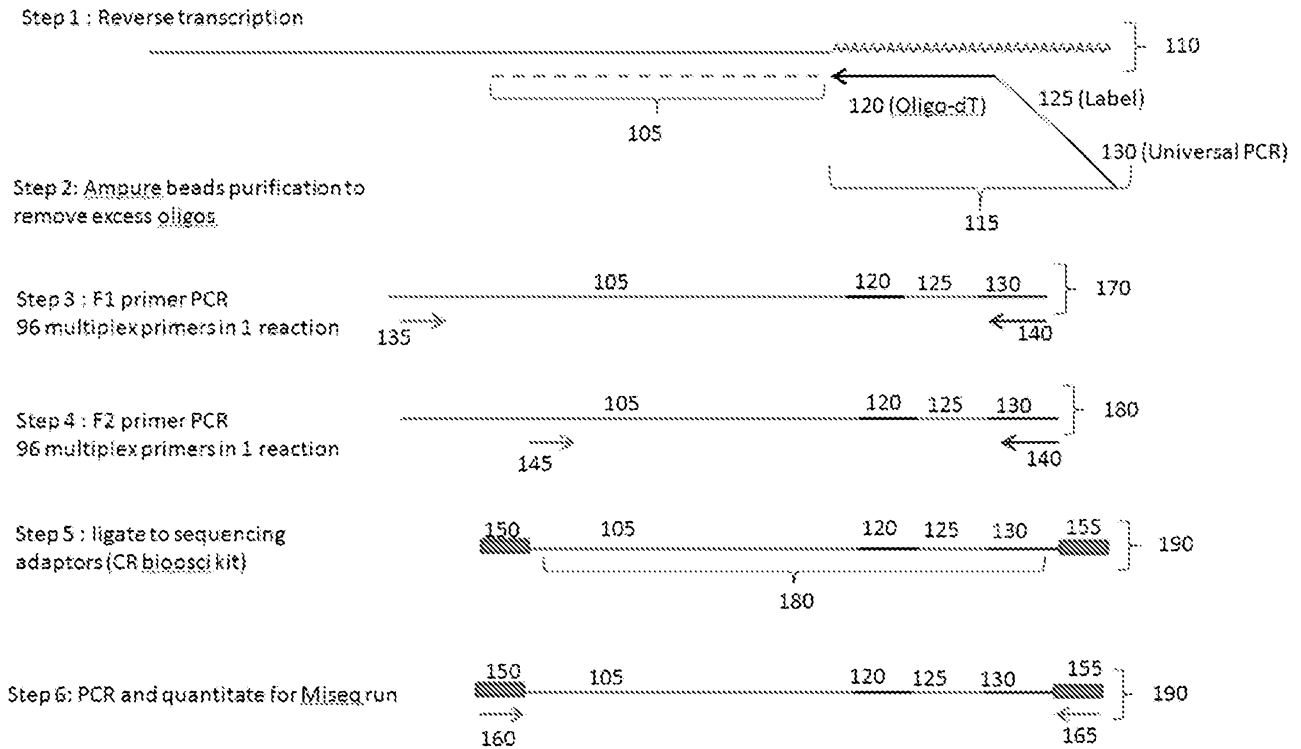 Step 1 : Reverse transcription
AAAAAAAAAAAAAAAAAAAAAAA
110
120 (Oligo-dT)
125 (Label)
105
130 (Universal PCR)
Step 2: Ampure beads purification to
remove excess oligos
115
105 120 125 130
Step 3 : F1 primer PCR
170
96 multiplex primers in 1 reaction
135 140
105 120 125 130
Step 4 : F2 primer PCR
180
96 multiplex primers in 1 reaction
145 140
Step 5 : ligate to sequencing
150 105 120 125 130 155
adaptors (CR bioosci kit)
190
180
150 105 120 125 130 155
Step 6: PCR and quantitate for Miseq run
190
160 165